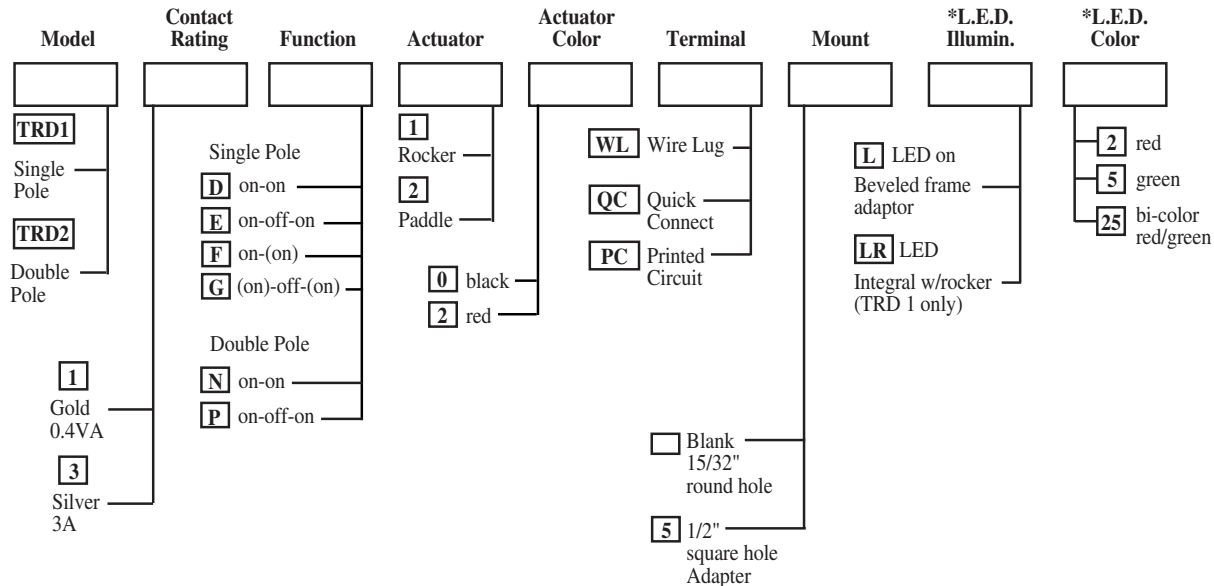 Model
Contact
Rating
Function
Actuator
Actuator
Color
Terminal
Mount
*L.E.D.
Illumin.
*L.E.D.
Color
TRD1
Single
Pole
TRD2
Double
Pole
1
Gold
0.4VA
3
Silver
3A
Single Pole
D on-on
E on-off-on
F on-(on)
G (on)-off-(on)
Double Pole
N on-on
P on-off-on
1
Rocker
2
Paddle
0 black
2 red
WL Wire Lug
QC Quick
Connect
PC Printed
Circuit
Blank
15/32"
round hole
5 1/2"
square hole
Adapter
L LED on
Beveled frame
adaptor
LR LED
Integral w/rocker
(TRD 1 only)
2 red
5 green
25 bi-color
red/green